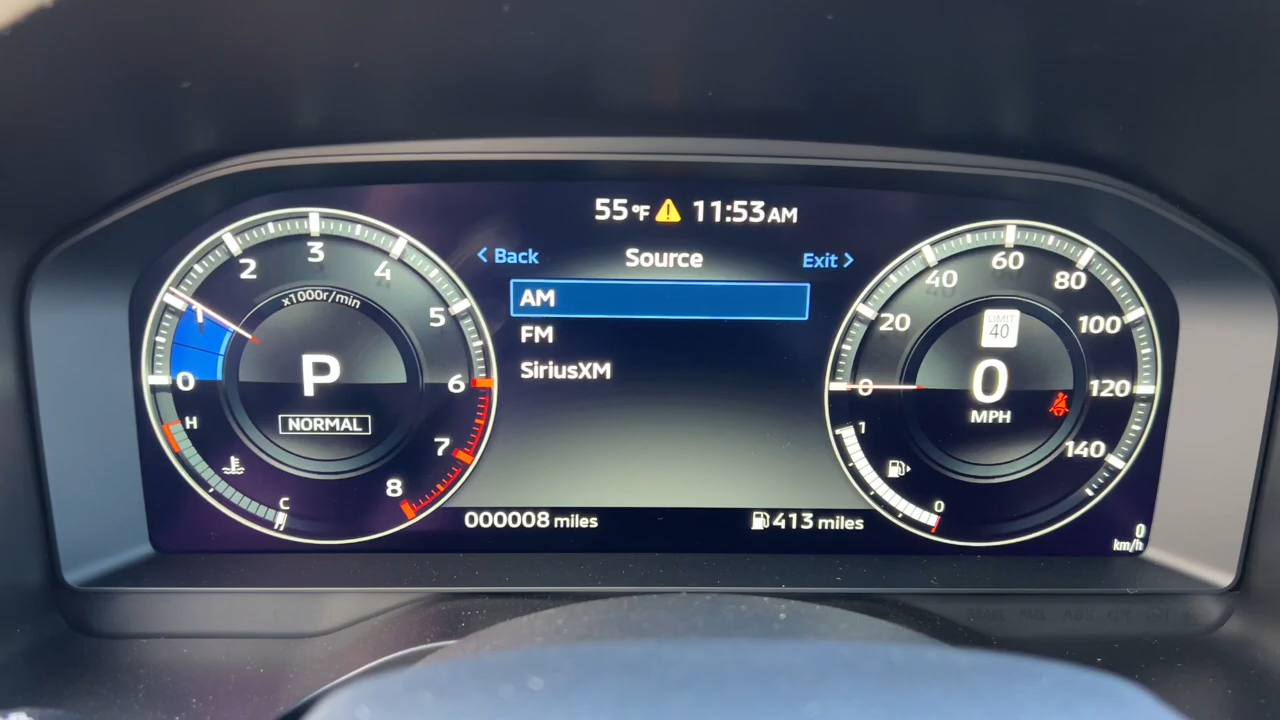 55°F 11:53AM
< Back Source Exit >
AM
FM
SiriusXM
000008 miles
413 miles
0 1 2 3 4 5 6 7 8
x1000r/min
P
NORMAL
H
C
0 20 40 60 80 100 120 140
LIMIT
40
0
MPH
1
0
0
km/h